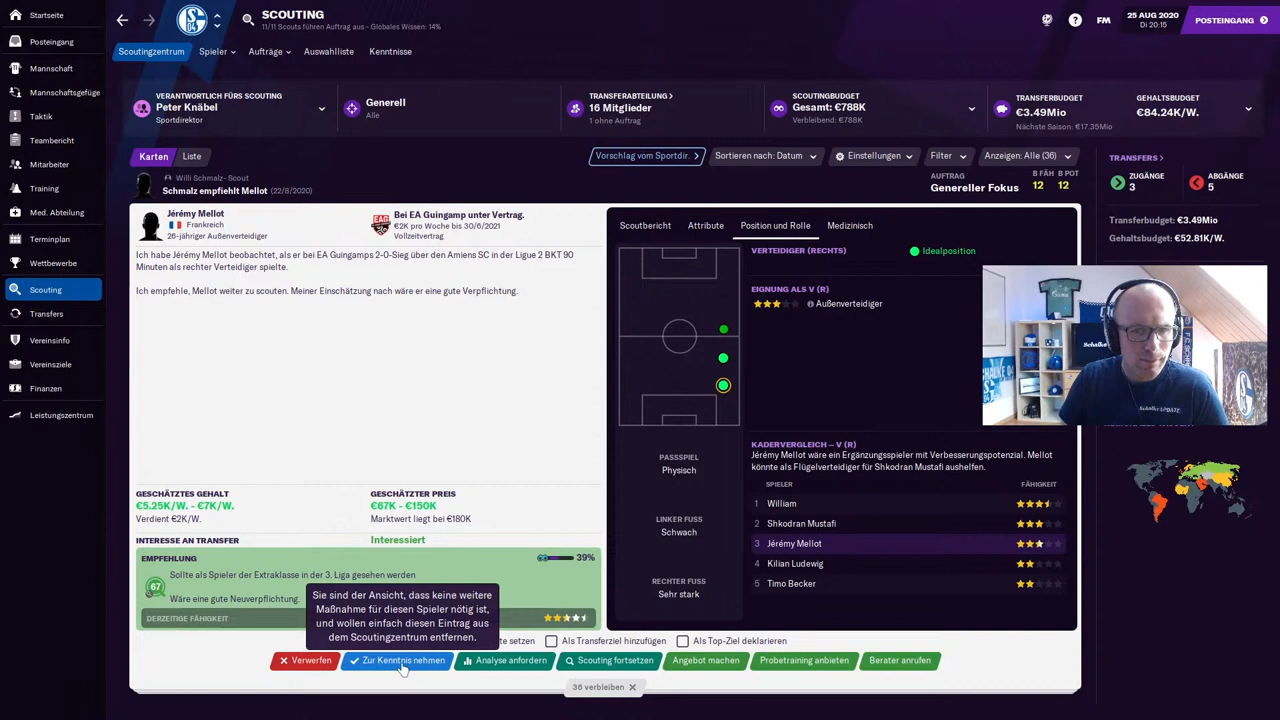 Startseite
Posteingang
Mannschaft
Mannschaftsgefüge
Taktik
Teambericht
Mitarbeiter
Training
Med. Abteilung
Terminplan
Wettbewerbe
Scouting
Transfers
Vereinsinfo
Vereinsziele
Finanzen
Leistungszentrum
SCOUTING
11/11 Scouts führen Auftrag aus - Globales Wissen: 14%
FM
25 AUG 2020
Di 20:15
POSTEINGANG
Scoutingzentrum
Spieler
Aufträge
Auswahlliste
Kenntnisse
VERANTWORTLICH FÜRS SCOUTING
Peter Knäbel
Sportdirektor
Generell
Alle
TRANSFERABTEILUNG >
16 Mitglieder
1 ohne Auftrag
SCOUTINGBUDGET
Gesamt: €788K
Verbleibend: €788K
TRANSFERBUDGET
€3.49Mio
Nächste Saison: €17.35Mio
GEHALTSBUDGET
€84.24K/W.
Karten
Liste
Vorschlag vom Sportdir. >
Sortieren nach: Datum
Einstellungen
Filter
Anzeigen: Alle (36)
TRANSFERS >
ZUGÄNGE
3
ABGÄNGE
5
Transferbudget: €3.49Mio
Gehaltsbudget: €52.81K/W.
Willi Schmalz- Scout
Schmalz empfiehlt Mellot (22/8/2020)
AUFTRAG
Genereller Fokus
B FÄH
12
B POT
12
Jérémy Mellot
Frankreich
26-jähriger Außenverteidiger
EAG
Bei EA Guingamp unter Vertrag.
€2K pro Woche bis 30/6/2021
Vollzeitvertrag
Ich habe Jérémy Mellot beobachtet, als er bei EA Guingamps 2-0-Sieg über den Amiens SC in der Ligue 2 BKT 90
Minuten als rechter Verteidiger spielte.
Ich empfehle, Mellot weiter zu scouten. Meiner Einschätzung nach wäre er eine gute Verpflichtung.
GESCHÄTZTES GEHALT
€5.25K/W. - €7K/W.
Verdient €2K/W.
GESCHÄTZTER PREIS
€67K - €150K
Marktwert liegt bei €180K
INTERESSE AN TRANSFER
Interessiert
EMPFEHLUNG
39%
67
Sollte als Spieler der Extraklasse in der 3. Liga gesehen werden
Wäre eine gute Neuverpflichtung.
DERZEITIGE FÄHIGKEIT
Sie sind der Ansicht, dass keine weitere
Maßnahme für diesen Spieler nötig ist,
und wollen einfach diesen Eintrag aus
dem Scoutingzentrum entfernen.
Scoutbericht
Attribute
Position und Rolle
Medizinisch
VERTEIDIGER (RECHTS)
Idealposition
EIGNUNG ALS V (R)
Außenverteidiger
PASSSPIEL
Physisch
LINKER FUSS
Schwach
RECHTER FUSS
Sehr stark
KADERVERGLEICH – V (R)
Jérémy Mellot wäre ein Ergänzungsspieler mit Verbesserungspotenzial. Mellot
könnte als Flügelverteidiger für Shkodran Mustafi aushelfen.
SPIELER
FÄHIGKEIT
1 William
2 Shkodran Mustafi
3 Jérémy Mellot
4 Kilian Ludewig
5 Timo Becker
te setzen
Als Transferziel hinzufügen
Als Top-Ziel deklarieren
Verwerfen
Zur Kenntnis nehmen
Analyse anfordern
Scouting fortsetzen
Angebot machen
Probetraining anbieten
Berater anrufen
36 verbleiben